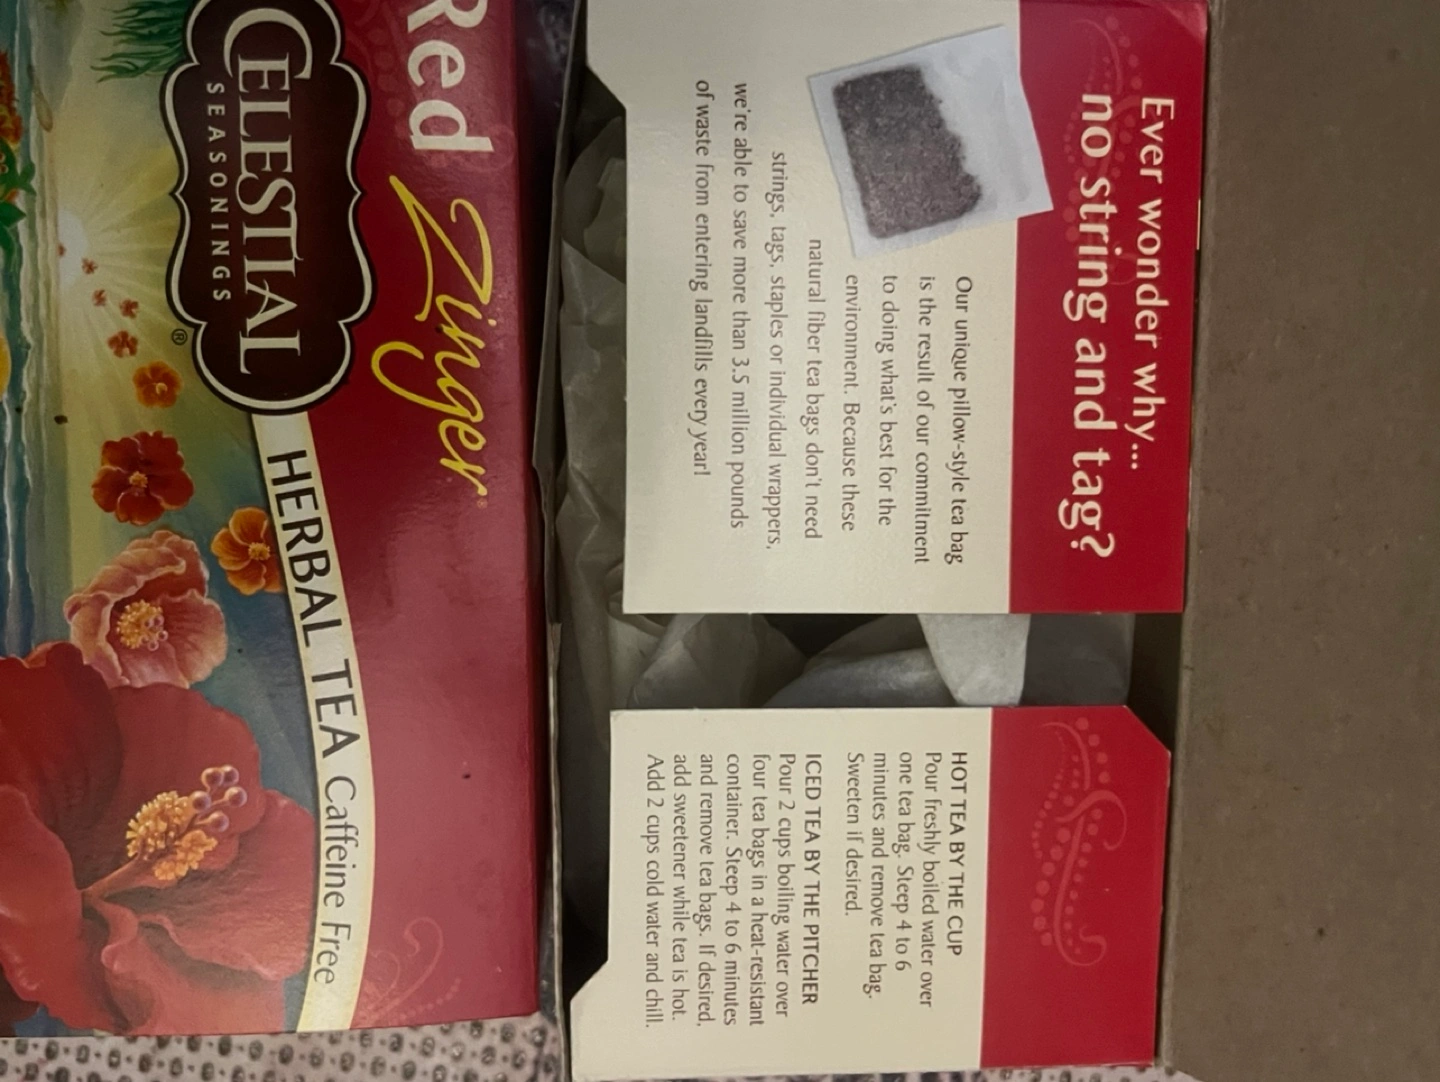 Ever wonder why...
no string and tag?
Our unique pillow-style tea bag
is the result of our commitment
to doing what's best for the
environment. Because these
natural fiber tea bags don't need
strings, tags, staples or individual wrappers,
we're able to save more than 3.5 million pounds
of waste from entering landfills every year!
HOT TEA BY THE CUP
Pour freshly boiled water over
one tea bag. Steep 4 to 6
minutes and remove tea bag.
Sweeten if desired.
ICED TEA BY THE PITCHER
Pour 2 cups boiling water over
four tea bags in a heat-resistant
container. Steep 4 to 6 minutes
and remove tea bags. If desired,
add sweetener while tea is hot.
Add 2 cups cold water and chill.
Red Zinger®
CELESTIAL
SEASONINGS®
HERBAL TEA Caffeine Free